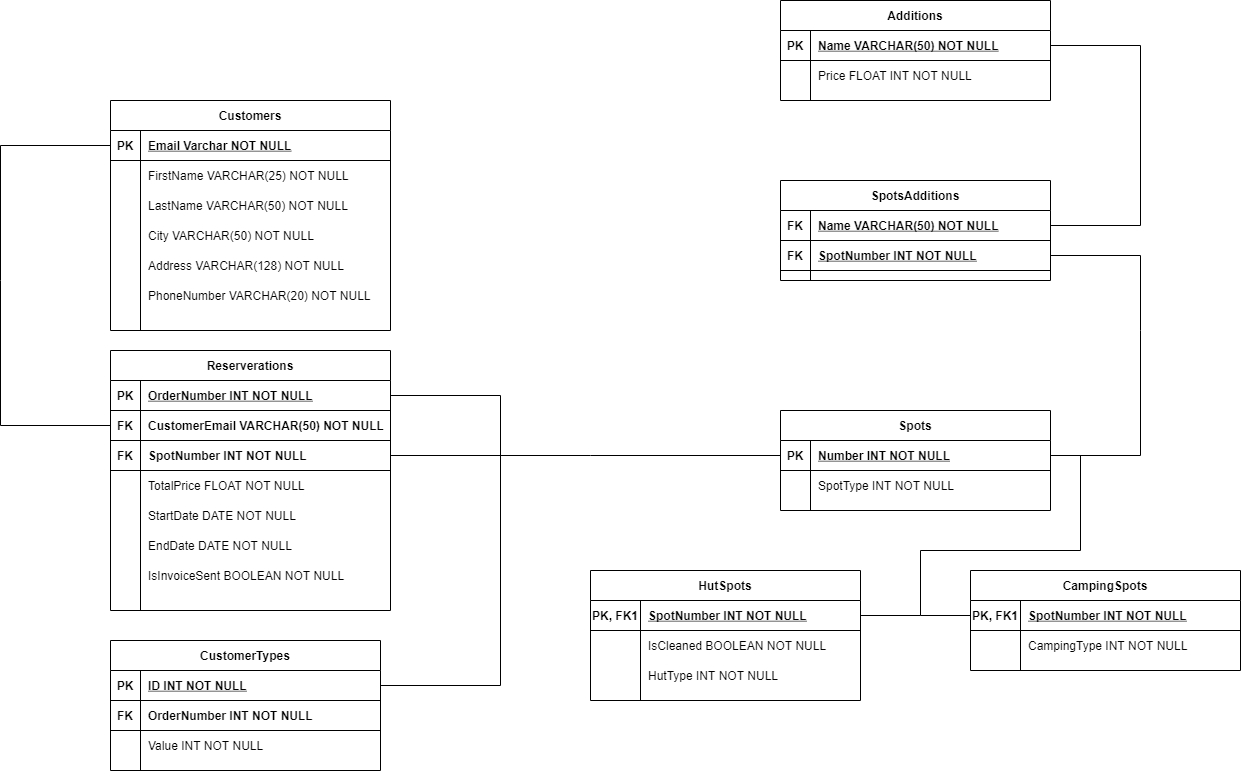 Additions
PK Name VARCHAR(50) NOT NULL
Price FLOAT INT NOT NULL
Customers
PK Email Varchar NOT NULL
FirstName VARCHAR(25) NOT NULL
LastName VARCHAR(50) NOT NULL
City VARCHAR(50) NOT NULL
Address VARCHAR(128) NOT NULL
PhoneNumber VARCHAR(20) NOT NULL
SpotsAdditions
FK Name VARCHAR(50) NOT NULL
FK SpotNumber INT NOT NULL
Reserverations
PK OrderNumber INT NOT NULL
FK CustomerEmail VARCHAR(50) NOT NULL
FK SpotNumber INT NOT NULL
TotalPrice FLOAT NOT NULL
StartDate DATE NOT NULL
EndDate DATE NOT NULL
IsInvoiceSent BOOLEAN NOT NULL
Spots
PK Number INT NOT NULL
SpotType INT NOT NULL
HutSpots
PK, FK1 SpotNumber INT NOT NULL
IsCleaned BOOLEAN NOT NULL
HutType INT NOT NULL
CampingSpots
PK, FK1 SpotNumber INT NOT NULL
CampingType INT NOT NULL
CustomerTypes
PK ID INT NOT NULL
FK OrderNumber INT NOT NULL
Value INT NOT NULL